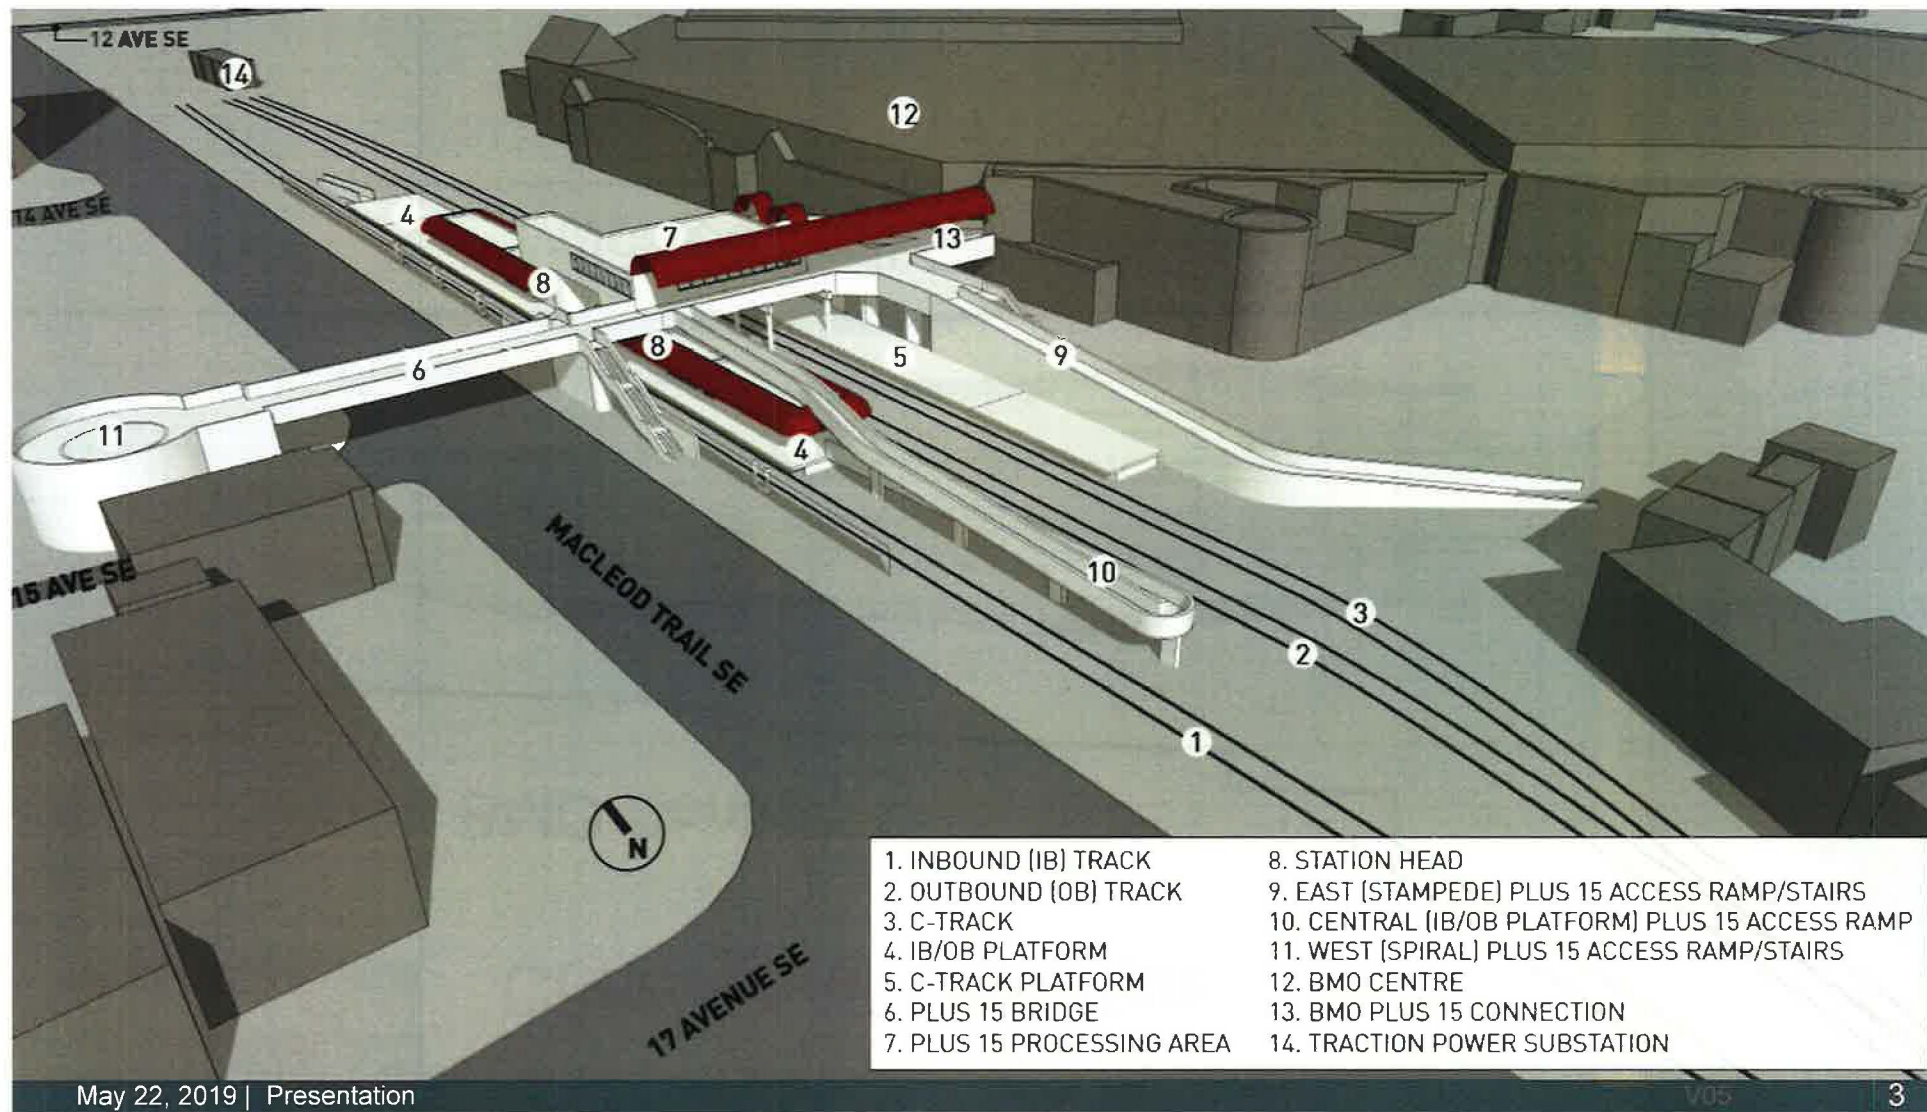 12 AVE SE
14
12
14 AVE SE
4
7
13
8
8
5
9
6
11
4
15 AVE SE
MACLEOD TRAIL SE
10
3
2
1
N
17 AVENUE SE
1. INBOUND (IB) TRACK
2. OUTBOUND (OB) TRACK
3. C-TRACK
4. IB/OB PLATFORM
5. C-TRACK PLATFORM
6. PLUS 15 BRIDGE
7. PLUS 15 PROCESSING AREA
8. STATION HEAD
9. EAST (STAMPEDE) PLUS 15 ACCESS RAMP/STAIRS
10. CENTRAL (IB/OB PLATFORM) PLUS 15 ACCESS RAMP
11. WEST (SPIRAL) PLUS 15 ACCESS RAMP/STAIRS
12. BMO CENTRE
13. BMO PLUS 15 CONNECTION
14. TRACTION POWER SUBSTATION
May 22, 2019 | Presentation
V05
3